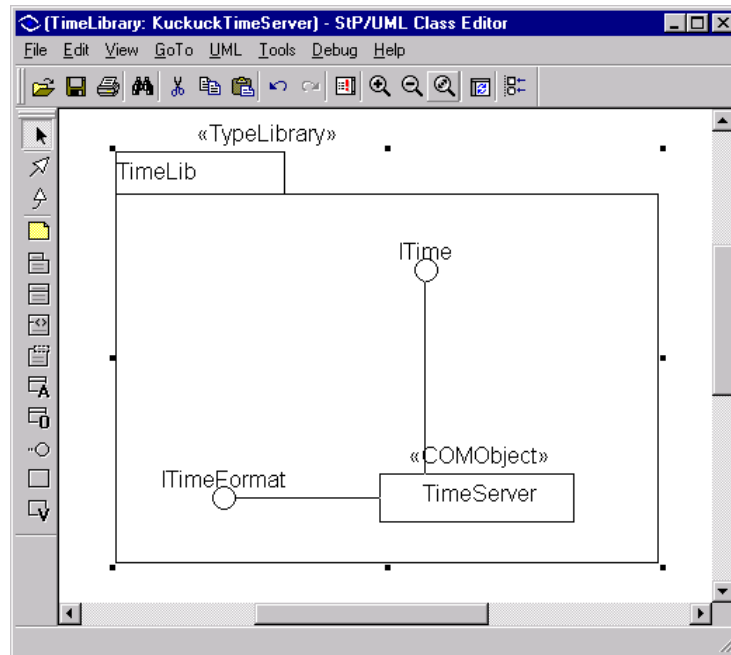 (TimeLibrary: KuckuckTimeServer) - StP/UML Class Editor
File Edit View GoTo UML Tools Debug Help
«TypeLibrary»
TimeLib
ITime
«COMObject»
ITimeFormat
TimeServer